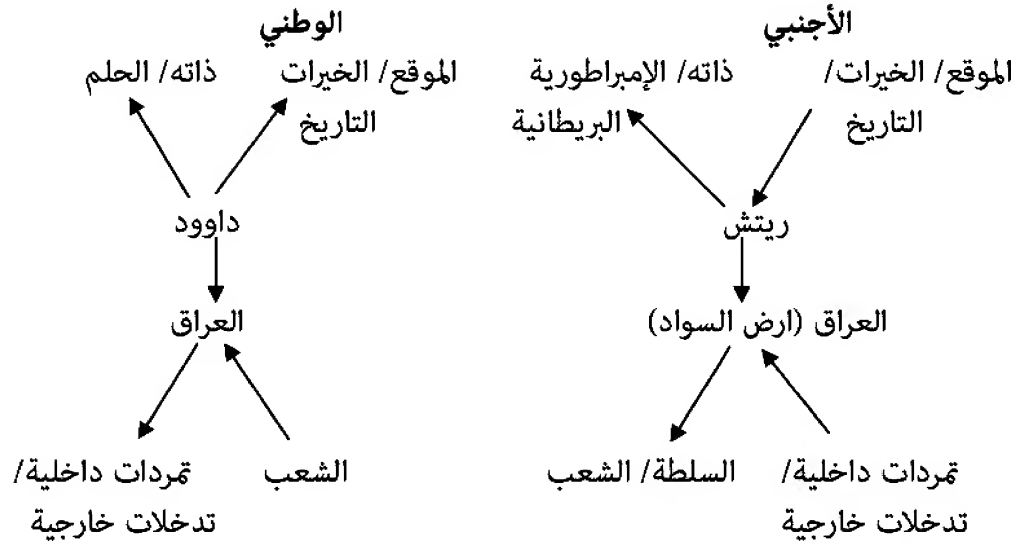 الأجنبي
الوطني
الموقع/ الخيرات/
التاريخ
ذاته/ الإمبراطورية
البريطانية
الموقع/ الخيرات
التاريخ
ذاته/ الحلم
ريتش
داوود
العراق (ارض السواد)
العراق
تمردات داخلية/
تدخلات خارجية
السلطة/ الشعب
الشعب
تمردات داخلية/
تدخلات خارجية